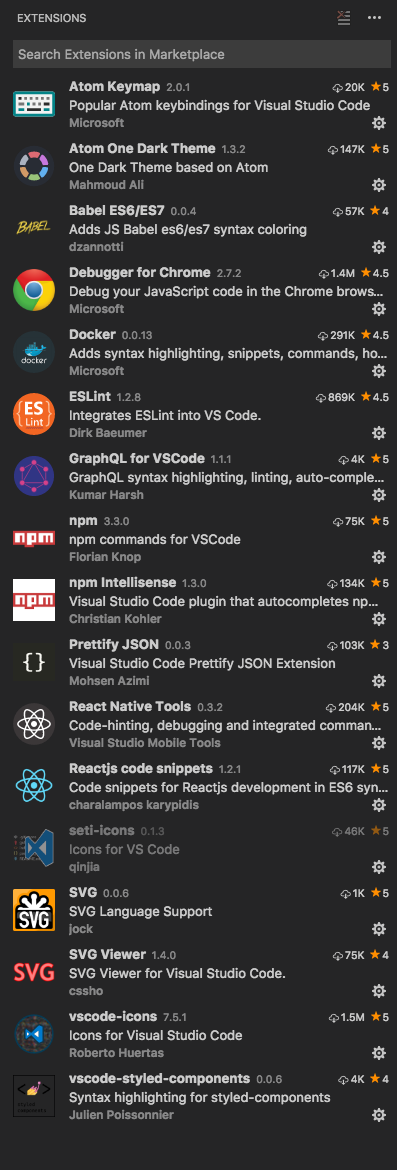 EXTENSIONS
Search Extensions in Marketplace
Atom Keymap 2.0.1 20K ★5
Popular Atom keybindings for Visual Studio Code
Microsoft
Atom One Dark Theme 1.3.2 147K ★5
One Dark Theme based on Atom
Mahmoud Ali
BABEL
Babel ES6/ES7 0.0.4 57K ★4
Adds JS Babel es6/es7 syntax coloring
dzannotti
Debugger for Chrome 2.7.2 1.4M ★4.5
Debug your JavaScript code in the Chrome brows...
Microsoft
docker
Docker 0.0.13 291K ★4.5
Adds syntax highlighting, snippets, commands, ho...
Microsoft
{ES}
Lint
ESLint 1.2.8 869K ★4.5
Integrates ESLint into VS Code.
Dirk Baeumer
GraphQL for VSCode 1.1.1 4K ★5
GraphQL syntax highlighting, linting, auto-comple...
Kumar Harsh
npm
npm 3.3.0 75K ★5
npm commands for VSCode
Florian Knop
npm
npm Intellisense 1.3.0 134K ★5
Visual Studio Code plugin that autocompletes np...
Christian Kohler
{ }
Prettify JSON 0.0.3 103K ★3
Visual Studio Code Prettify JSON Extension
Mohsen Azimi
React Native Tools 0.3.2 204K ★5
Code-hinting, debugging and integrated comman...
Visual Studio Mobile Tools
Reactjs code snippets 1.2.1 117K ★5
Code snippets for Reactjs development in ES6 syn...
charalampos karypidis
seti-icons 0.1.3 46K ★5
Icons for VS Code
qinjia
SVG
SVG 0.0.6 1K ★5
SVG Language Support
jock
SVG
SVG Viewer 1.4.0 75K ★4
SVG Viewer for Visual Studio Code.
cssho
vscode-icons 7.5.1 1.5M ★5
Icons for Visual Studio Code
Roberto Huertas
vscode-styled-components 0.0.6 4K ★4
Syntax highlighting for styled-components
Julien Poissonnier